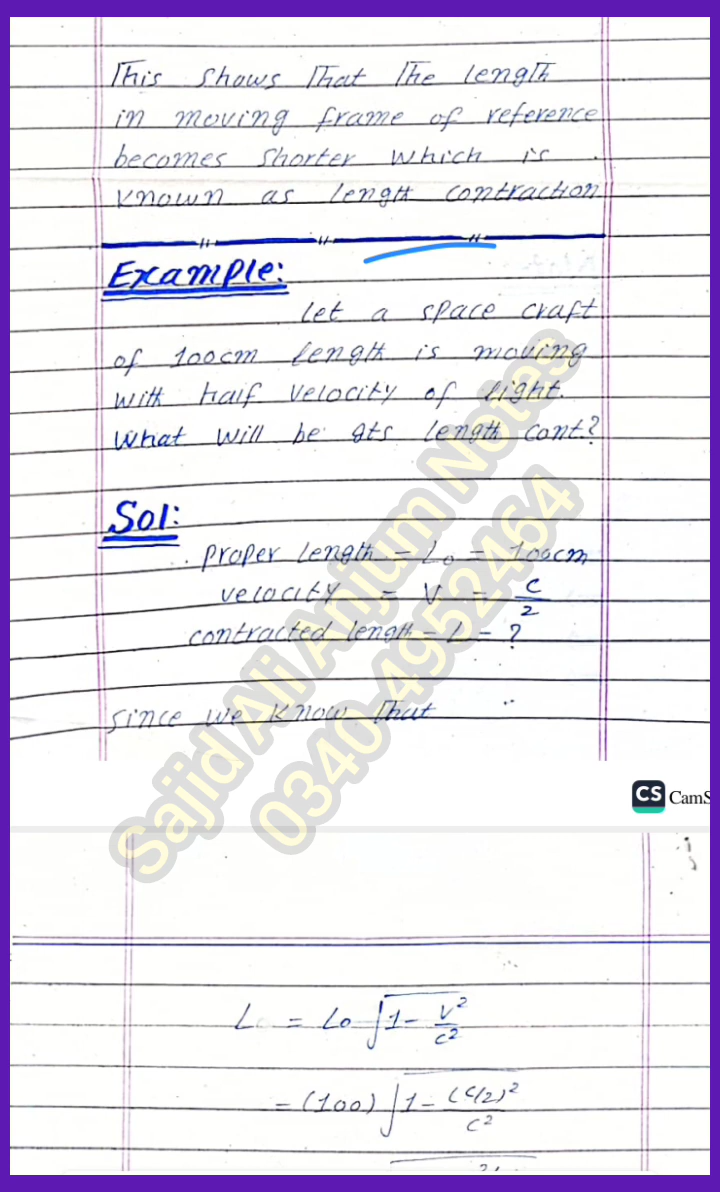 This shows that the length
in moving frame of reference
becomes shorter which is
known as length contraction
Example:
Let a space craft
of 100cm length is moving
with half velocity of light.
What will be its length cont.?
Sol:
proper length = L₀ = 100cm
velocity = V = c/2
contracted length = L = ?
since we know that
Sajid Ali Anjum Notes
0340-4952464
CS CamS
L = L₀ √1 - v²/c²
= (100) √1 - (c/2)²/c²